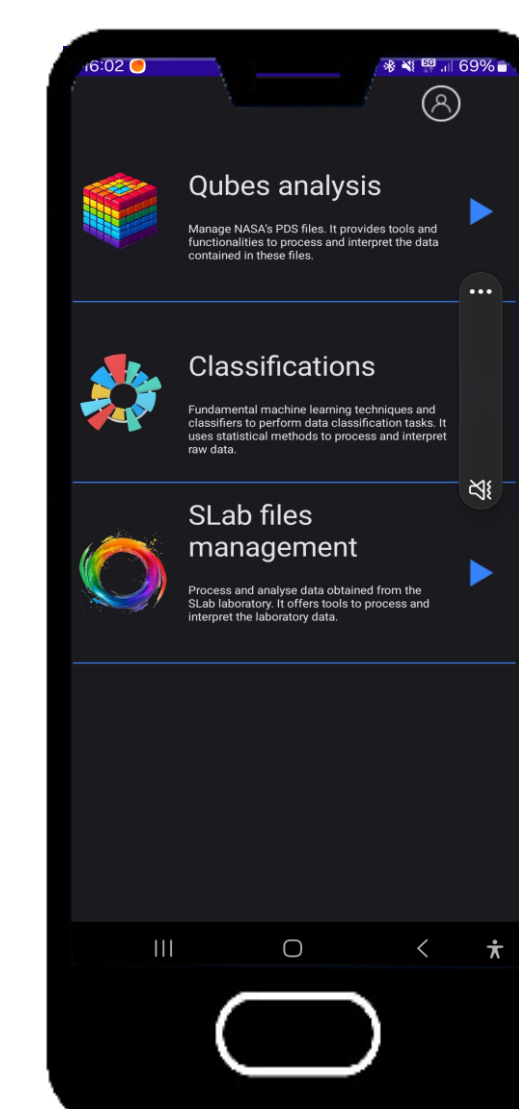 16:02 5G 69%
Qubes analysis
Manage NASA's PDS files. It provides tools and
functionalities to process and interpret the data
contained in these files.
Classifications
Fundamental machine learning techniques and
classifiers to perform data classification tasks. It
uses statistical methods to process and interpret
raw data.
SLab files
management
Process and analyse data obtained from the
SLab laboratory. It offers tools to process and
interpret the laboratory data.